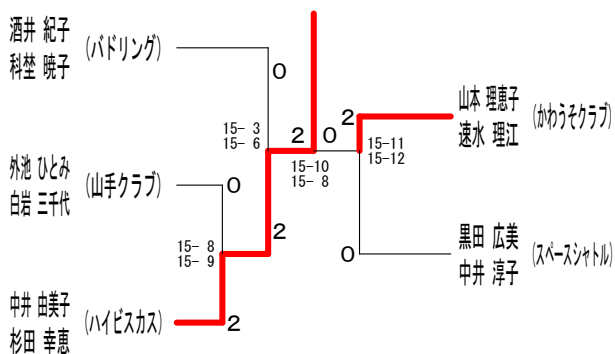 酒井 紀子
科埜 暁子
(バドリング)
0
15- 3
15- 6
2
0
2
15-11
15-12
山本 理恵子
速水 理江
(かわうそクラブ)
15-10
15- 8
外池 ひとみ
白岩 三千代
(山手クラブ)
0
2
15- 8
15- 9
0
黒田 広美
中井 淳子
(スペースシャトル)
中井 由美子
杉田 幸恵
(ハイビスカス)
2